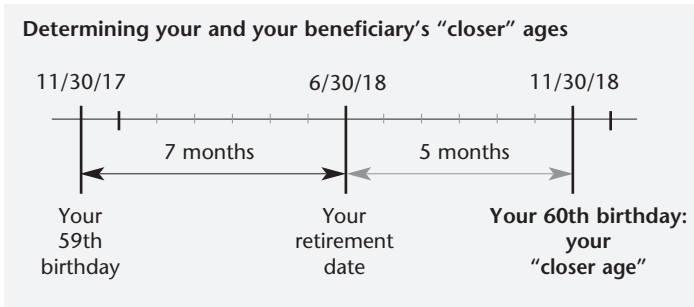 Determining your and your beneficiary’s “closer” ages
11/30/17 6/30/18 11/30/18
7 months 5 months
Your Your Your 60th birthday:
59th retirement your
birthday date “closer age”